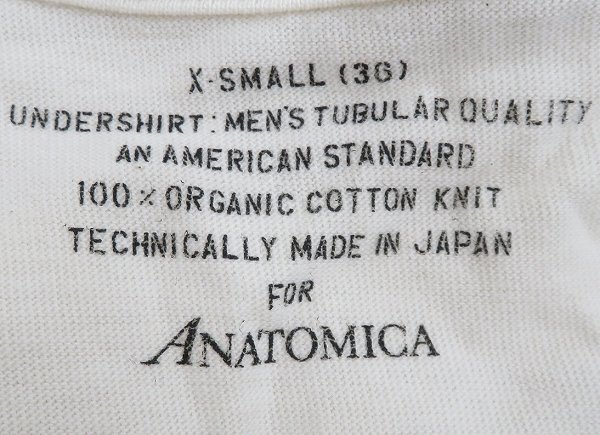 X-SMALL (36)
UNDERSHIRT: MEN'S TUBULAR QUALITY
AN AMERICAN STANDARD
100% ORGANIC COTTON KNIT
TECHNICALLY MADE IN JAPAN
FOR
ANATOMICA